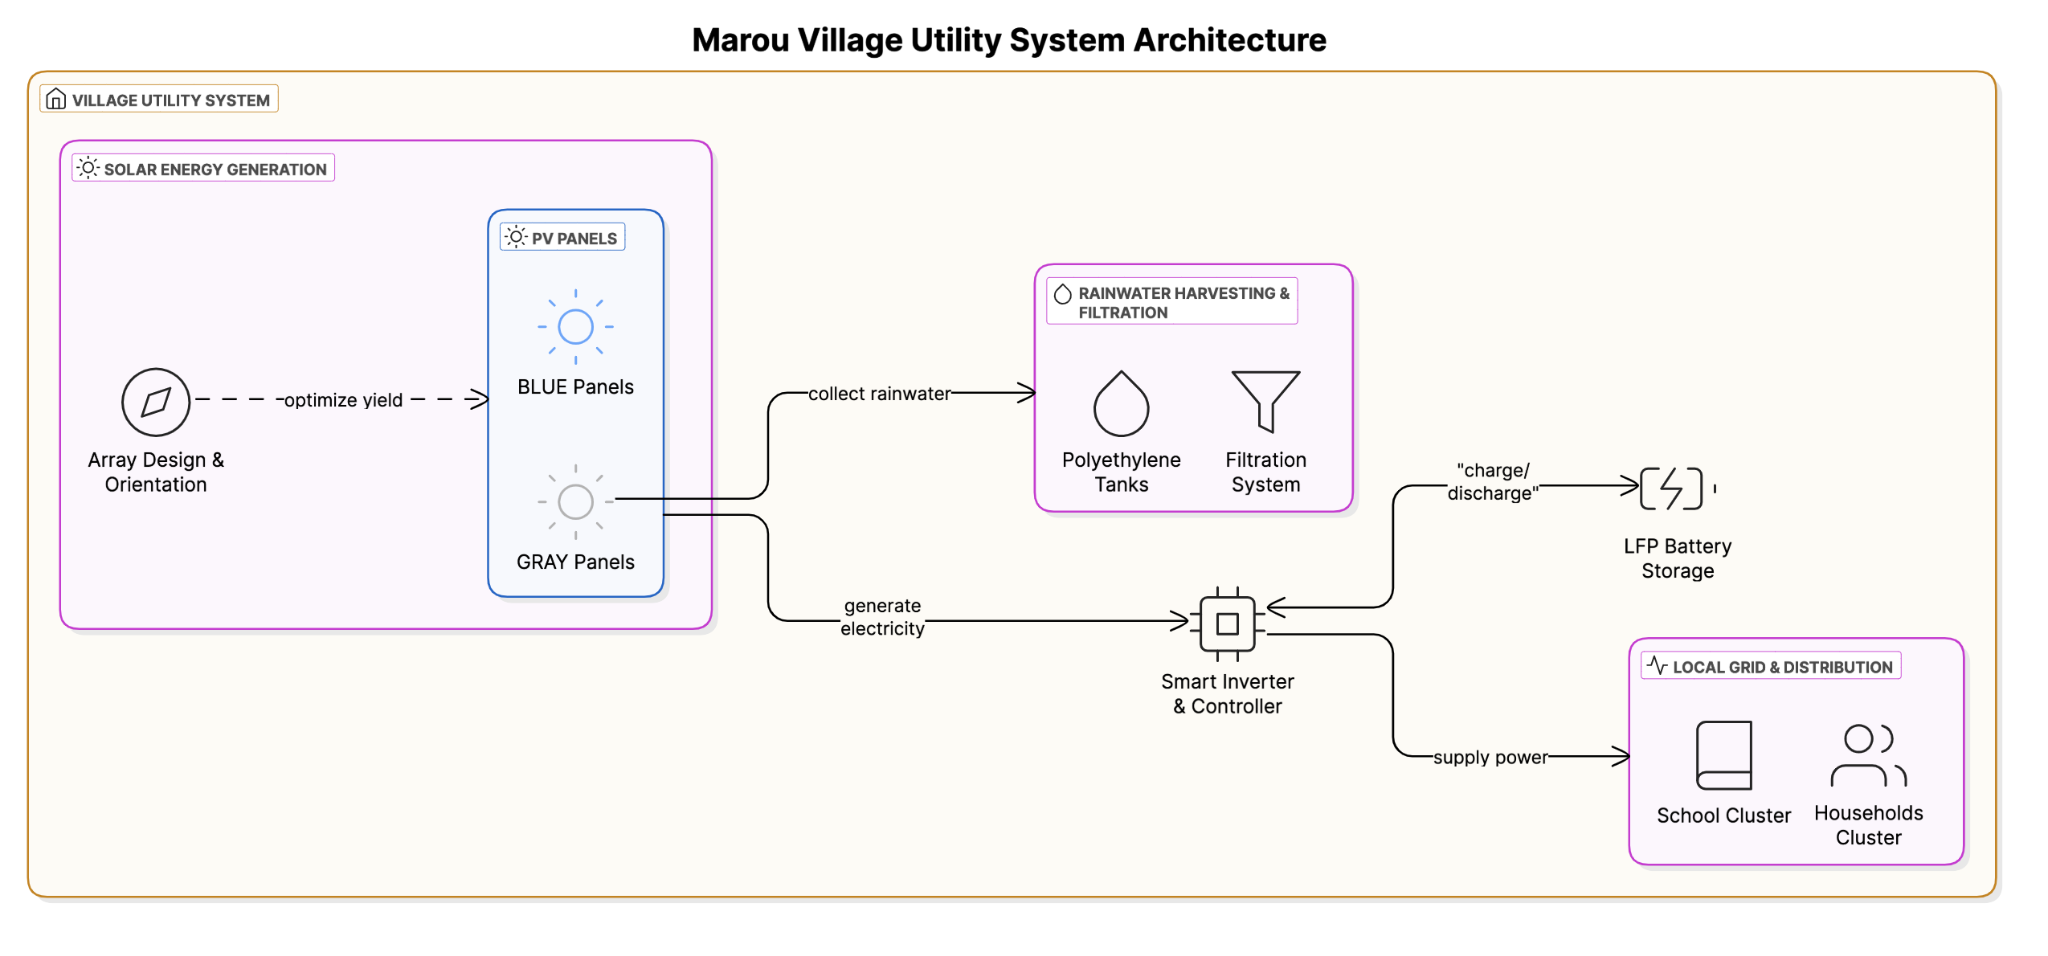 Marou Village Utility System Architecture
VILLAGE UTILITY SYSTEM
SOLAR ENERGY GENERATION
PV PANELS
BLUE Panels
GRAY Panels
Array Design &
Orientation
optimize yield
collect rainwater
RAINWATER HARVESTING &
FILTRATION
Polyethylene
Tanks
Filtration
System
generate
electricity
Smart Inverter
& Controller
"charge/
discharge"
LFP Battery
Storage
supply power
LOCAL GRID & DISTRIBUTION
School Cluster
Households
Cluster